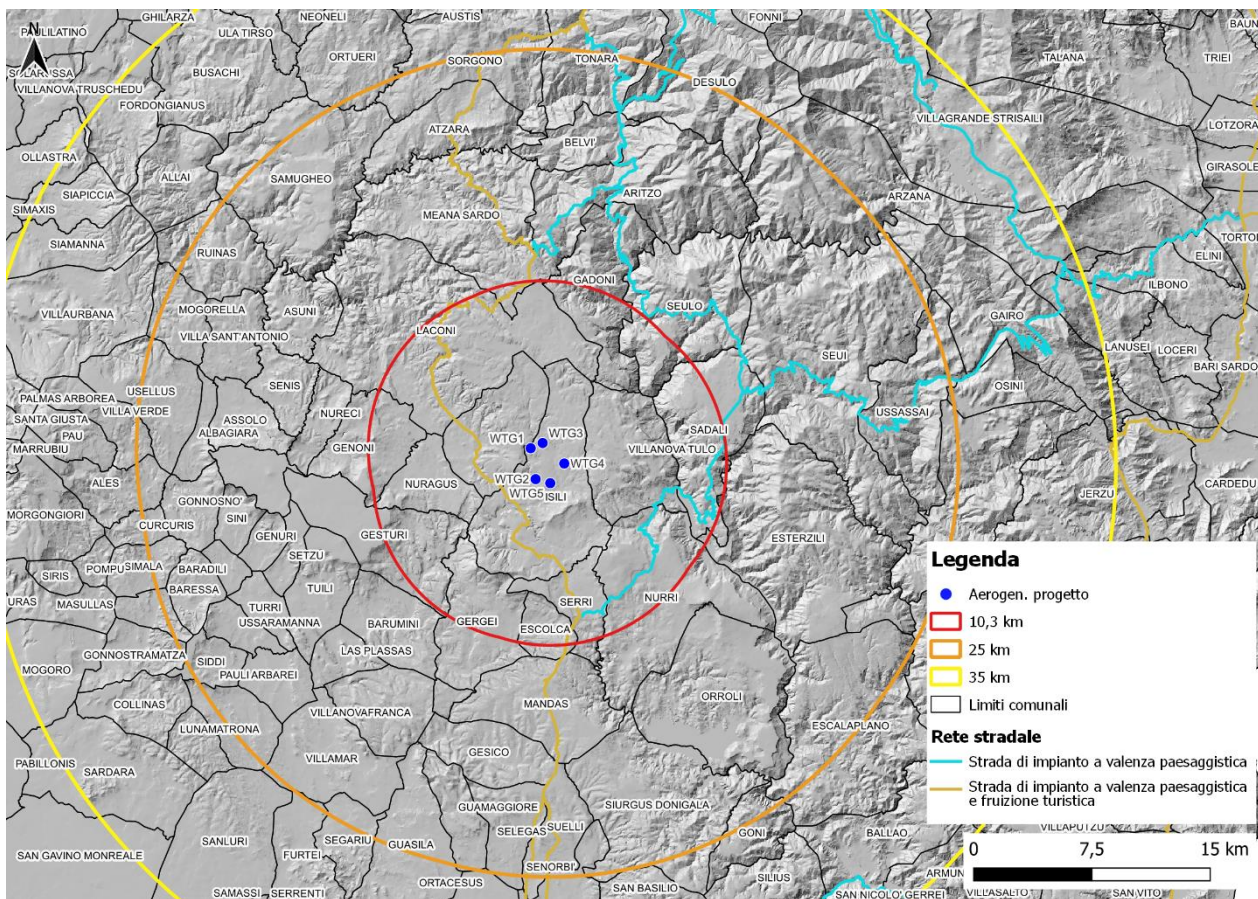 GHILARZA
NEONELI
AUSTIS
FONNI
PAULILATINO
ULA TIRSO
N
ORTUERI
SORGONO
TONARA
TALANA
TRIEI
BUSACHI
DESULO
VILLANOVA TRUSCHEDU
FORDONGIANUS
LOTZORA
VILLAGRANDE STRISAILI
ATZARA
BELVI'
OLLASTRA
GIRASOLE
ALLAI
SAMUGHEO
SIAPICCIA
ARITZO
ARZANA
SIMAXIS
MEANA SARDO
SIAMANNA
RUINAS
ELINI
GADONI
ILBONO
MOGORELLA
ASUNI
SEULO
VILLAURBANA
GAIRO
LACONI
VILLA SANT'ANTONIO
LANUSEI
LOCERI
SEUI
BARI SARDO
SENIS
OSINI
USELLUS
PALMAS ARBOREA
VILLA VERDE
NURECI
USSASSAI
SANTA GIUSTA
ASSOLO
SADALI
PAU
ALBAGIARA
WTG1
WTG3
MARRUBIU
GENONI
VILLANOVA TULO
WTG4
ALES
WTG2
NURAGUS
CARDEDU
WTG5
ISILI
JERZU
GONNOSNO'
MORGONGIORI
SINI
CURCURIS
GENURI
GESTURI
ESTERZILI
SETZU
SIRIS
POMPU
SIMALA
BARADILI
BARESSA
TUILI
URAS
MASULLAS
SERRI
NURRI
TURRI
USSARAMANNA
BARUMINI
GERGEI
ESCOLCA
GONNOSTRAMATZA
LAS PLASSAS
MOGORO
SIDDI
PAULI ARBAREI
ORROLI
COLLINAS
MANDAS
VILLANOVAFRANCA
ESCALAPLANO
LUNAMATRONA
GESICO
VILLAMAR
PABILLONIS
SARDARA
GUAMAGGIORE
SIURGUS DONIGALA
SUELLI
SELEGAS
GONI
BALLAO
VILLAPUTZU
SANLURI
SEGARIU
GUASILA
SAN GAVINO MONREALE
FURTEI
SENORBI'
SILIUS
ARMUN
ORTACESUS
SAN BASILIO
SAMASSI
SERRENTI
SAN NICOLO' GERREI
VILLASALTO
SAN VITO
Legenda
Aerogen. progetto
10,3 km
25 km
35 km
Limiti comunali
Rete stradale
Strada di impianto a valenza paesaggistica
Strada di impianto a valenza paesaggistica
e fruizione turistica
0
7,5
15 km